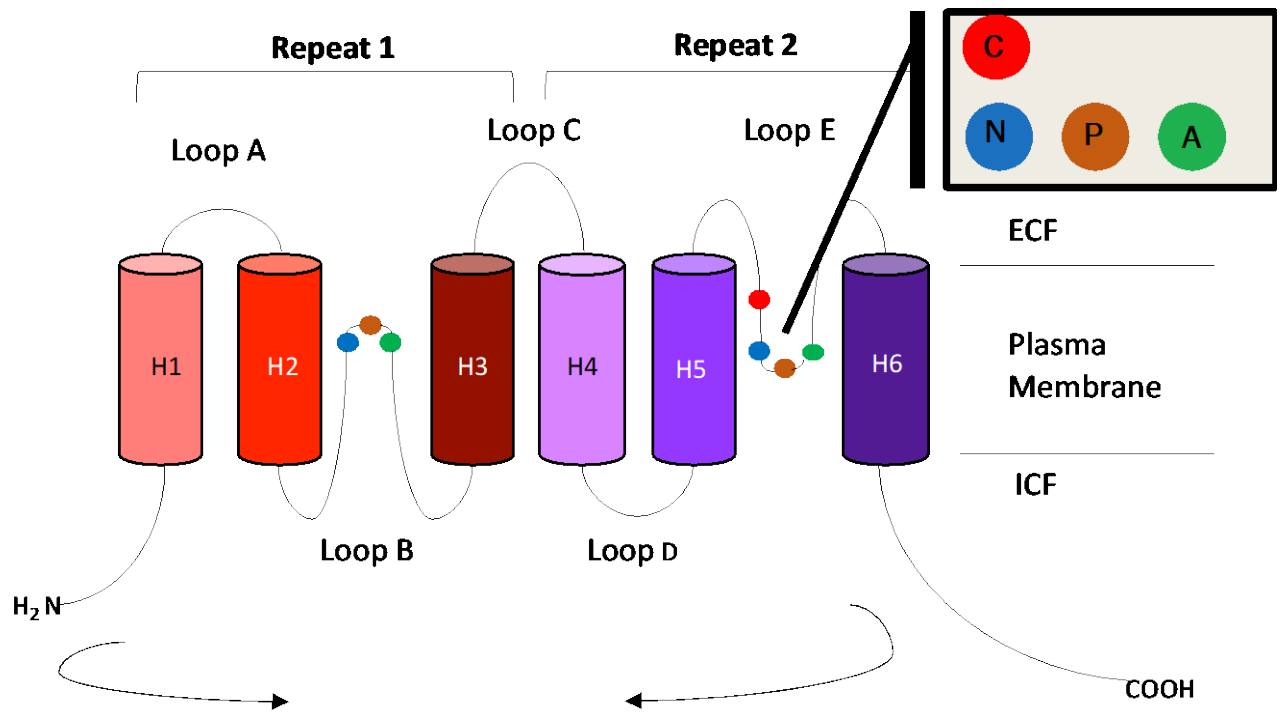 Repeat 1
Repeat 2
C
N P A
Loop A
Loop C
Loop E
ECF
H1
H2
H3
H4
H5
H6
Plasma
Membrane
ICF
Loop B
Loop D
H₂N
COOH